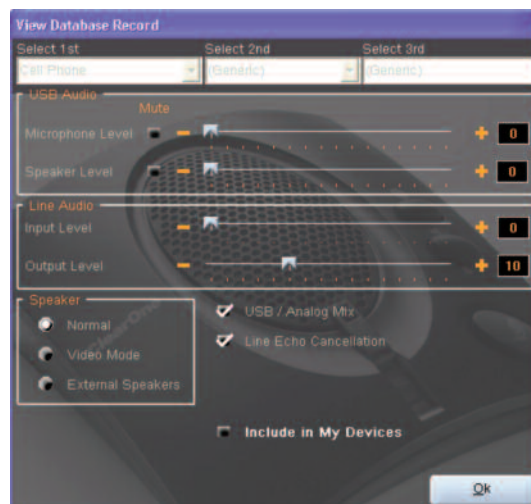 View Database Record
Select 1st Select 2nd Select 3rd
Cell Phone (Generic) (Generic)
USB Audio
Mute
Microphone Level 0
Speaker Level 0
Line Audio
Input Level 0
Output Level 10
Speaker
Normal
Video Mode
External Speakers
USB / Analog Mix
Line Echo Cancellation
Include in My Devices
Ok